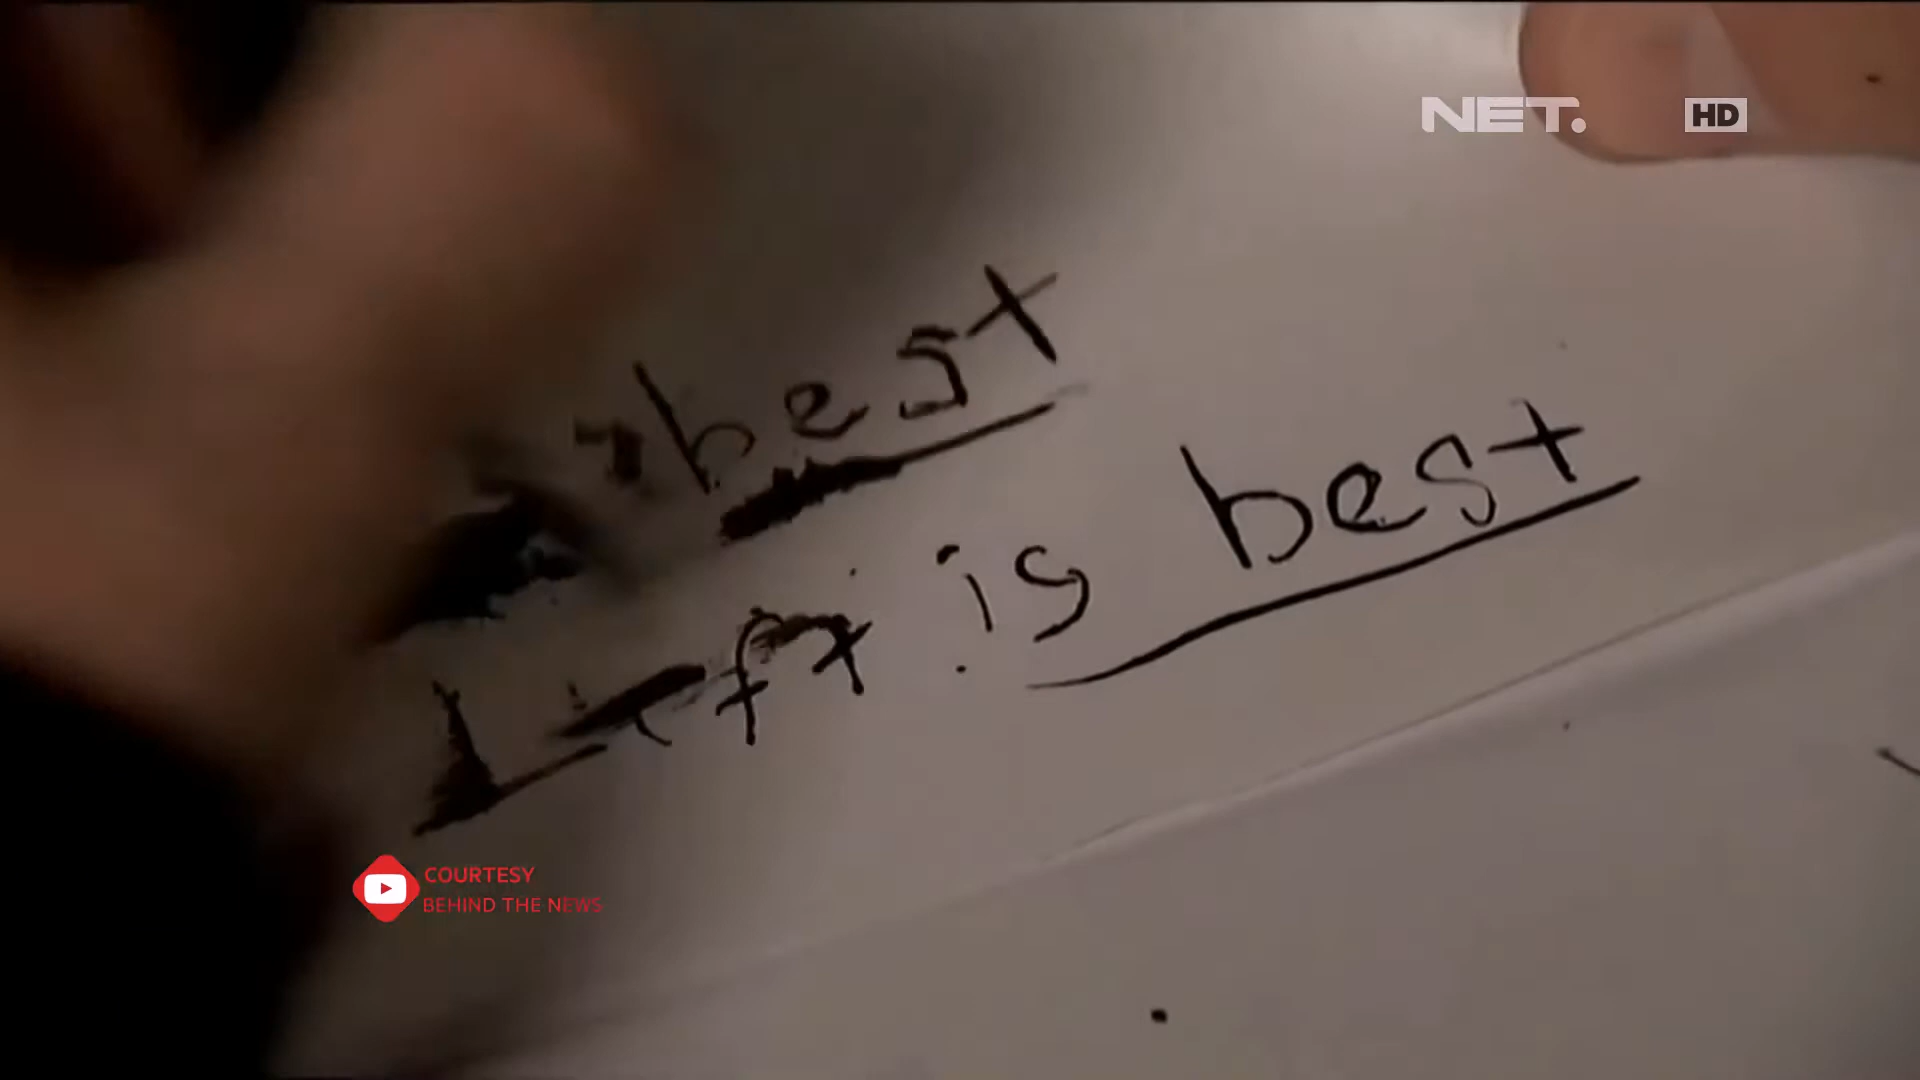 NET. HD
best
Left is best
COURTESY
BEHIND THE NEWS